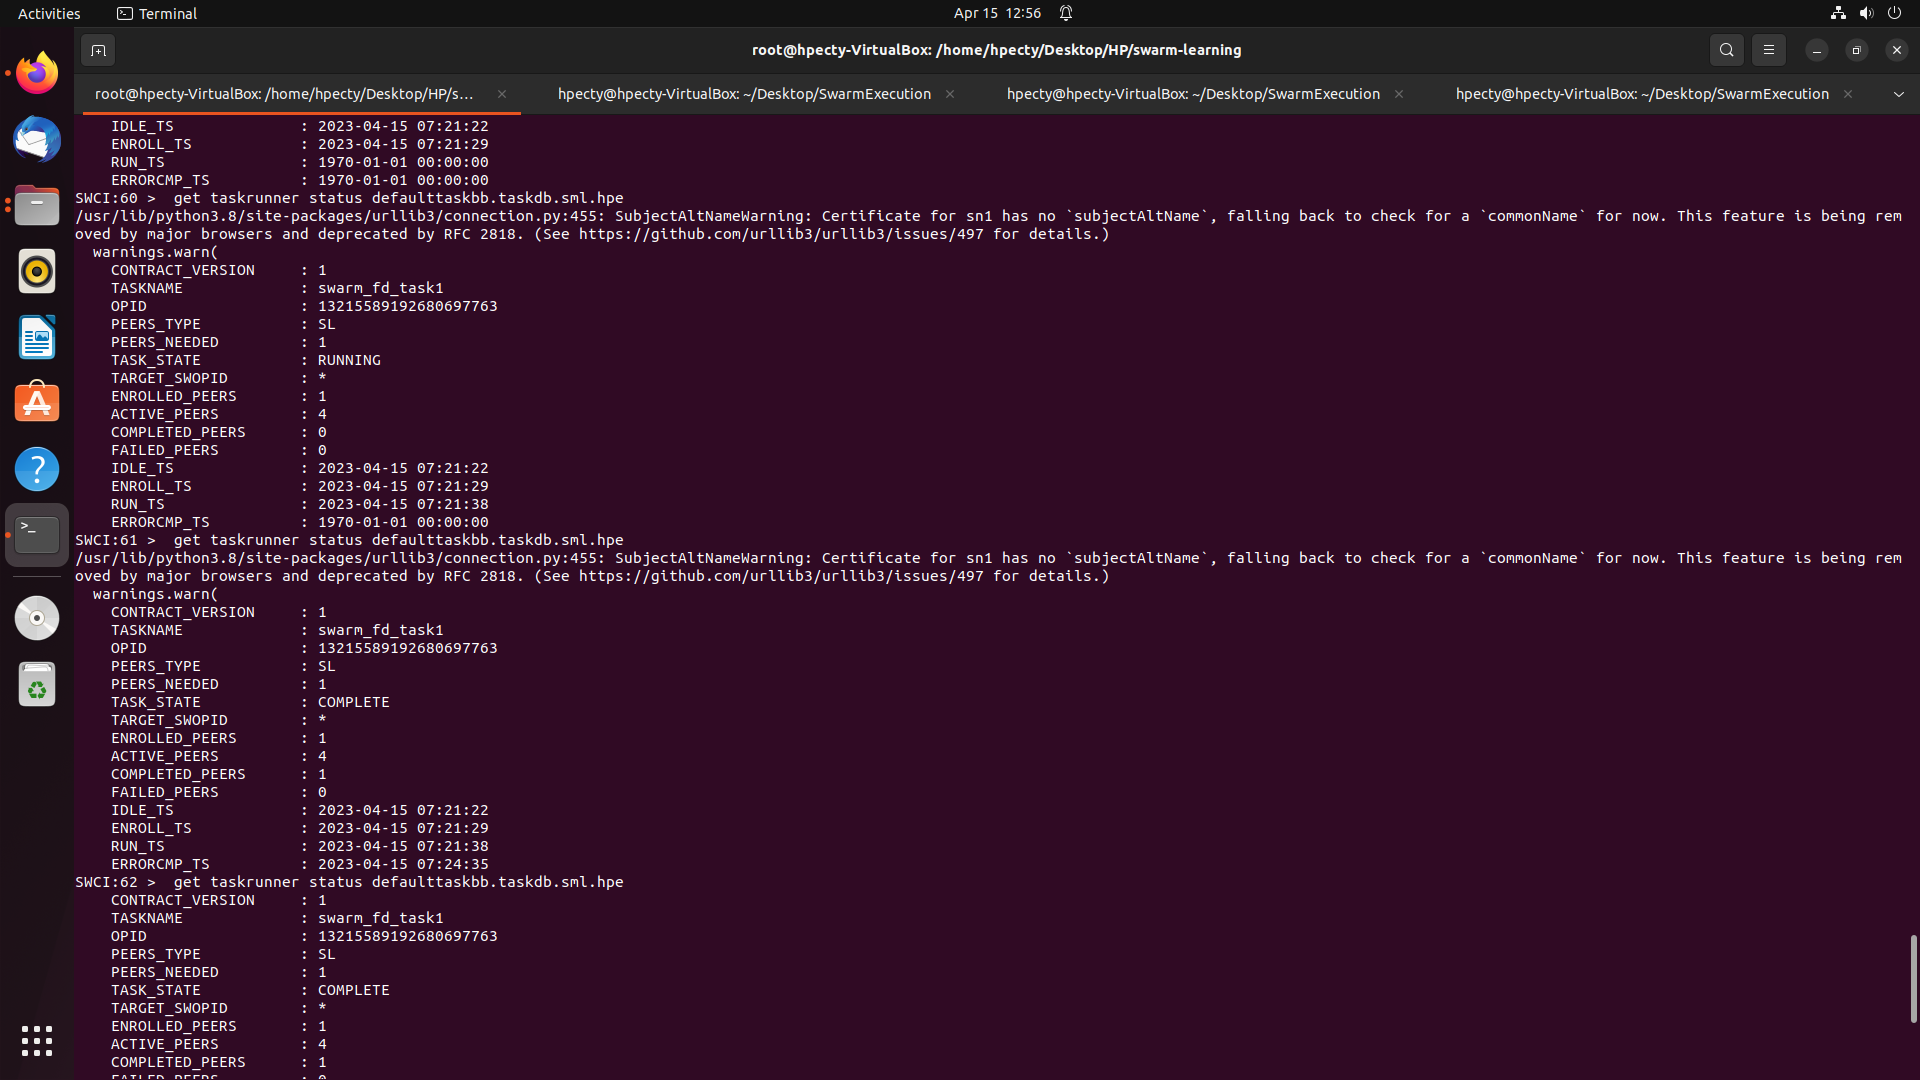 Activities
Terminal
Apr 15 12:56
root@hpecty-VirtualBox: /home/hpecty/Desktop/HP/swarm-learning
root@hpecty-VirtualBox: /home/hpecty/Desktop/HP/s...
hpecty@hpecty-VirtualBox: ~/Desktop/SwarmExecution
hpecty@hpecty-VirtualBox: ~/Desktop/SwarmExecution
hpecty@hpecty-VirtualBox: ~/Desktop/SwarmExecution
IDLE_TS : 2023-04-15 07:21:22
ENROLL_TS : 2023-04-15 07:21:29
RUN_TS : 1970-01-01 00:00:00
ERRORCMP_TS : 1970-01-01 00:00:00
SWCI:60 > get taskrunner status defaulttaskbb.taskdb.sml.hpe
/usr/lib/python3.8/site-packages/urllib3/connection.py:455: SubjectAltNameWarning: Certificate for sn1 has no `subjectAltName`, falling back to check for a `commonName` for now. This feature is being rem
oved by major browsers and deprecated by RFC 2818. (See https://github.com/urllib3/urllib3/issues/497 for details.)
warnings.warn(
CONTRACT_VERSION : 1
TASKNAME : swarm_fd_task1
OPID : 13215589192680697763
PEERS_TYPE : SL
PEERS_NEEDED : 1
TASK_STATE : RUNNING
TARGET_SWOPID : *
ENROLLED_PEERS : 1
ACTIVE_PEERS : 4
COMPLETED_PEERS : 0
FAILED_PEERS : 0
IDLE_TS : 2023-04-15 07:21:22
ENROLL_TS : 2023-04-15 07:21:29
RUN_TS : 2023-04-15 07:21:38
ERRORCMP_TS : 1970-01-01 00:00:00
SWCI:61 > get taskrunner status defaulttaskbb.taskdb.sml.hpe
/usr/lib/python3.8/site-packages/urllib3/connection.py:455: SubjectAltNameWarning: Certificate for sn1 has no `subjectAltName`, falling back to check for a `commonName` for now. This feature is being rem
oved by major browsers and deprecated by RFC 2818. (See https://github.com/urllib3/urllib3/issues/497 for details.)
warnings.warn(
CONTRACT_VERSION : 1
TASKNAME : swarm_fd_task1
OPID : 13215589192680697763
PEERS_TYPE : SL
PEERS_NEEDED : 1
TASK_STATE : COMPLETE
TARGET_SWOPID : *
ENROLLED_PEERS : 1
ACTIVE_PEERS : 4
COMPLETED_PEERS : 1
FAILED_PEERS : 0
IDLE_TS : 2023-04-15 07:21:22
ENROLL_TS : 2023-04-15 07:21:29
RUN_TS : 2023-04-15 07:21:38
ERRORCMP_TS : 2023-04-15 07:24:35
SWCI:62 > get taskrunner status defaulttaskbb.taskdb.sml.hpe
CONTRACT_VERSION : 1
TASKNAME : swarm_fd_task1
OPID : 13215589192680697763
PEERS_TYPE : SL
PEERS_NEEDED : 1
TASK_STATE : COMPLETE
TARGET_SWOPID : *
ENROLLED_PEERS : 1
ACTIVE_PEERS : 4
COMPLETED_PEERS : 1
FAILED_PEERS : 0